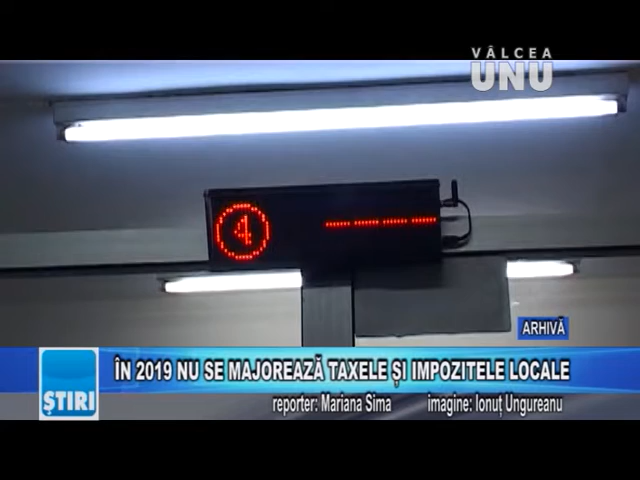 VÂLCEA
UNU
4
ARHIVĂ
ÎN 2019 NU SE MAJOREAZĂ TAXELE ȘI IMPOZITELE LOCALE
ȘTIRI
reporter: Mariana Sima imagine: Ionuț Ungureanu